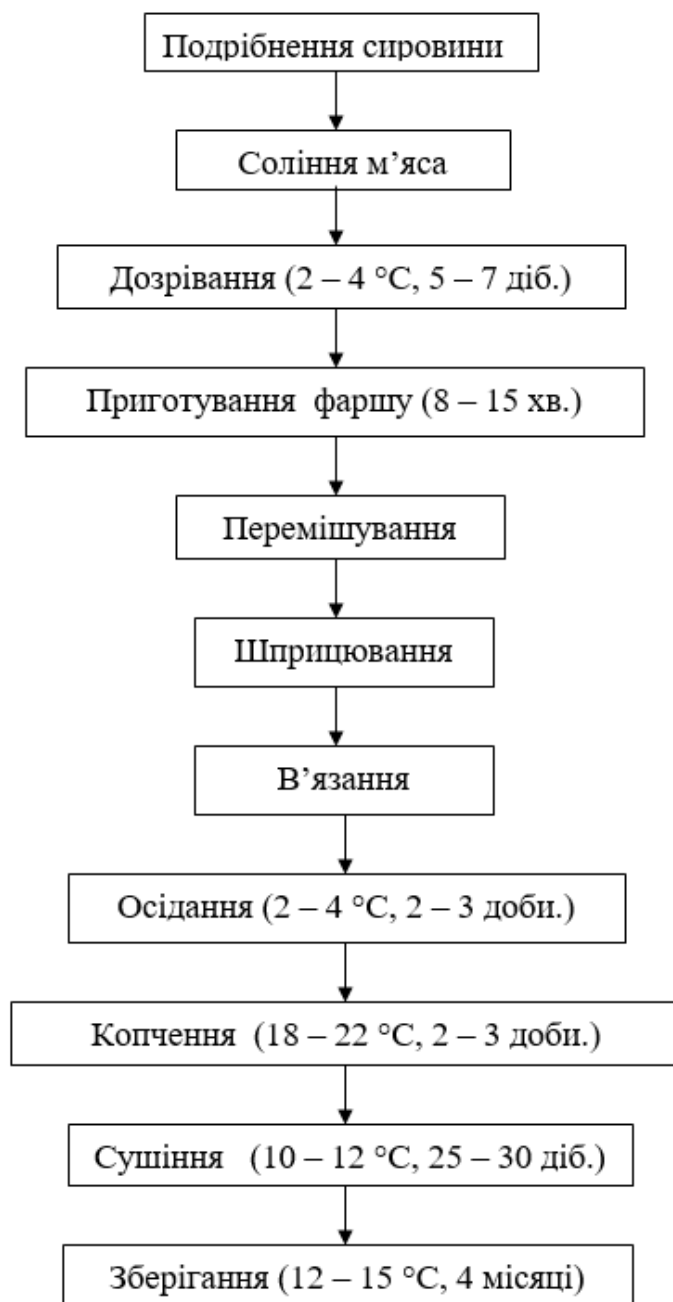 Подрібнення сировини
Соління м’яса
Дозрівання (2 – 4 °С, 5 – 7 діб.)
Приготування фаршу (8 – 15 хв.)
Перемішування
Шприцювання
В’язання
Осідання (2 – 4 °С, 2 – 3 доби.)
Копчення (18 – 22 °С, 2 – 3 доби.)
Сушіння (10 – 12 °С, 25 – 30 діб.)
Зберігання (12 – 15 °С, 4 місяці)